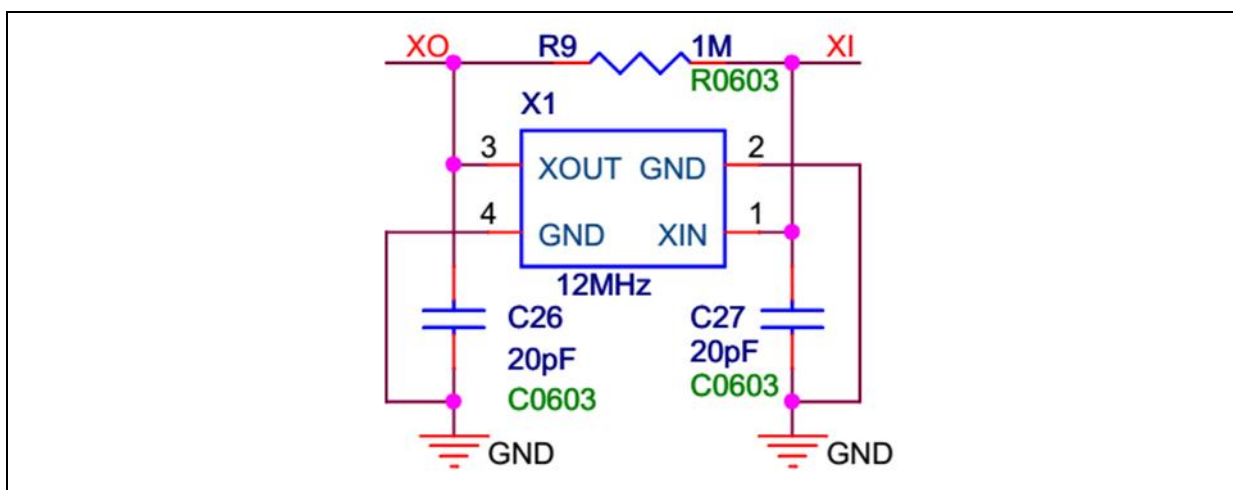 XO R9 1M XI
R0603
X1
3 XOUT GND 2
4 GND XIN 1
12MHz
C26 C27
20pF 20pF
C0603 C0603
GND GND